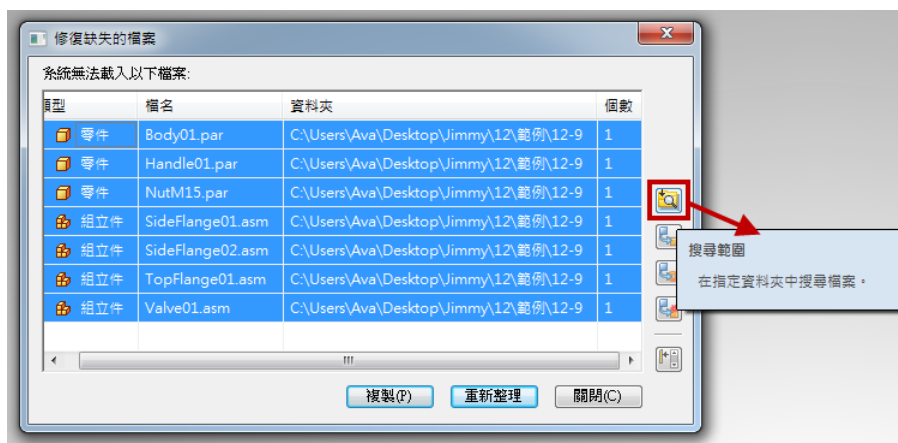 修復缺失的檔案
系統無法載入以下檔案:
類型 檔名 資料夾 個數
零件 Body01.par C:\Users\Ava\Desktop\Jimmy\12\範例\12-9 1
零件 Handle01.par C:\Users\Ava\Desktop\Jimmy\12\範例\12-9 1
零件 NutM15.par C:\Users\Ava\Desktop\Jimmy\12\範例\12-9 1
組立件 SideFlange01.asm C:\Users\Ava\Desktop\Jimmy\12\範例\12-9 1
組立件 SideFlange02.asm C:\Users\Ava\Desktop\Jimmy\12\範例\12-9 1
組立件 TopFlange01.asm C:\Users\Ava\Desktop\Jimmy\12\範例\12-9 1
組立件 Valve01.asm C:\Users\Ava\Desktop\Jimmy\12\範例\12-9 1
搜尋範圍
在指定資料夾中搜尋檔案。
複製(P) 重新整理 關閉(C)